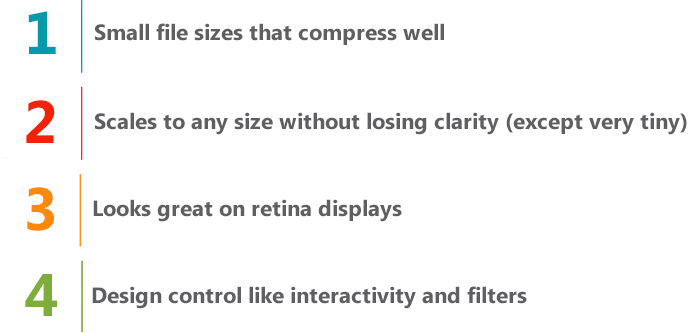 1 Small file sizes that compress well
2 Scales to any size without losing clarity (except very tiny)
3 Looks great on retina displays
4 Design control like interactivity and filters